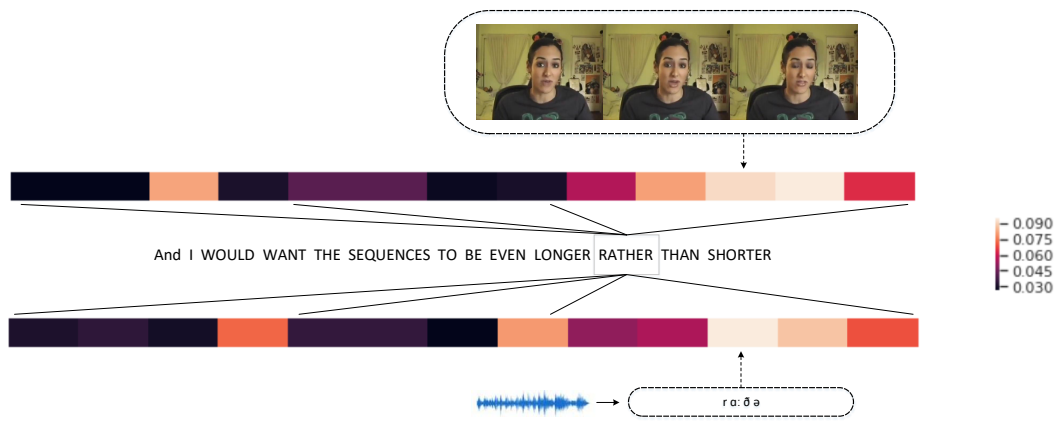 And I WOULD WANT THE SEQUENCES TO BE EVEN LONGER RATHER THAN SHORTER
0.090
0.075
0.060
0.045
0.030
r ɑː ð ə